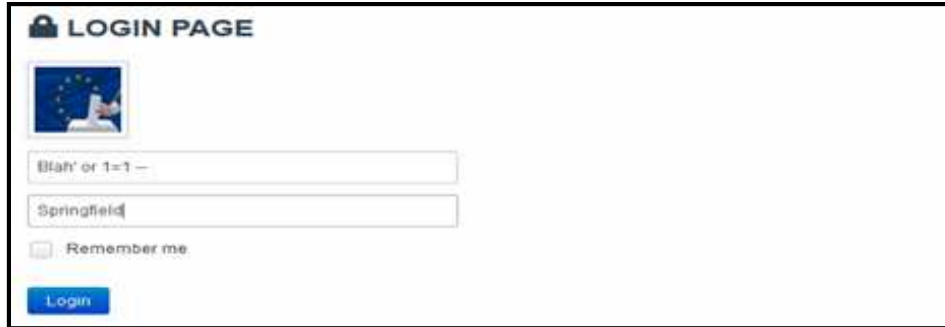 LOGIN PAGE
Blah' or 1=1 --
Springfield
Remember me
Login